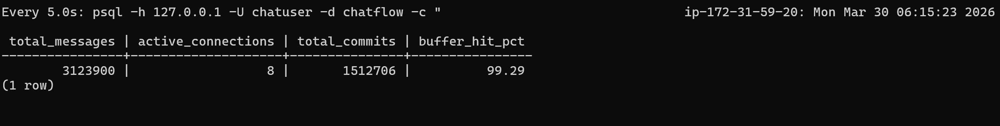 Every 5.0s: psql -h 127.0.0.1 -U chatuser -d chatflow -c "                                ip-172-31-59-20: Mon Mar 30 06:15:23 2026
 total_messages | active_connections | total_commits | buffer_hit_pct
----------------+--------------------+---------------+----------------
        3123900 |                  8 |       1512706 |          99.29
(1 row)